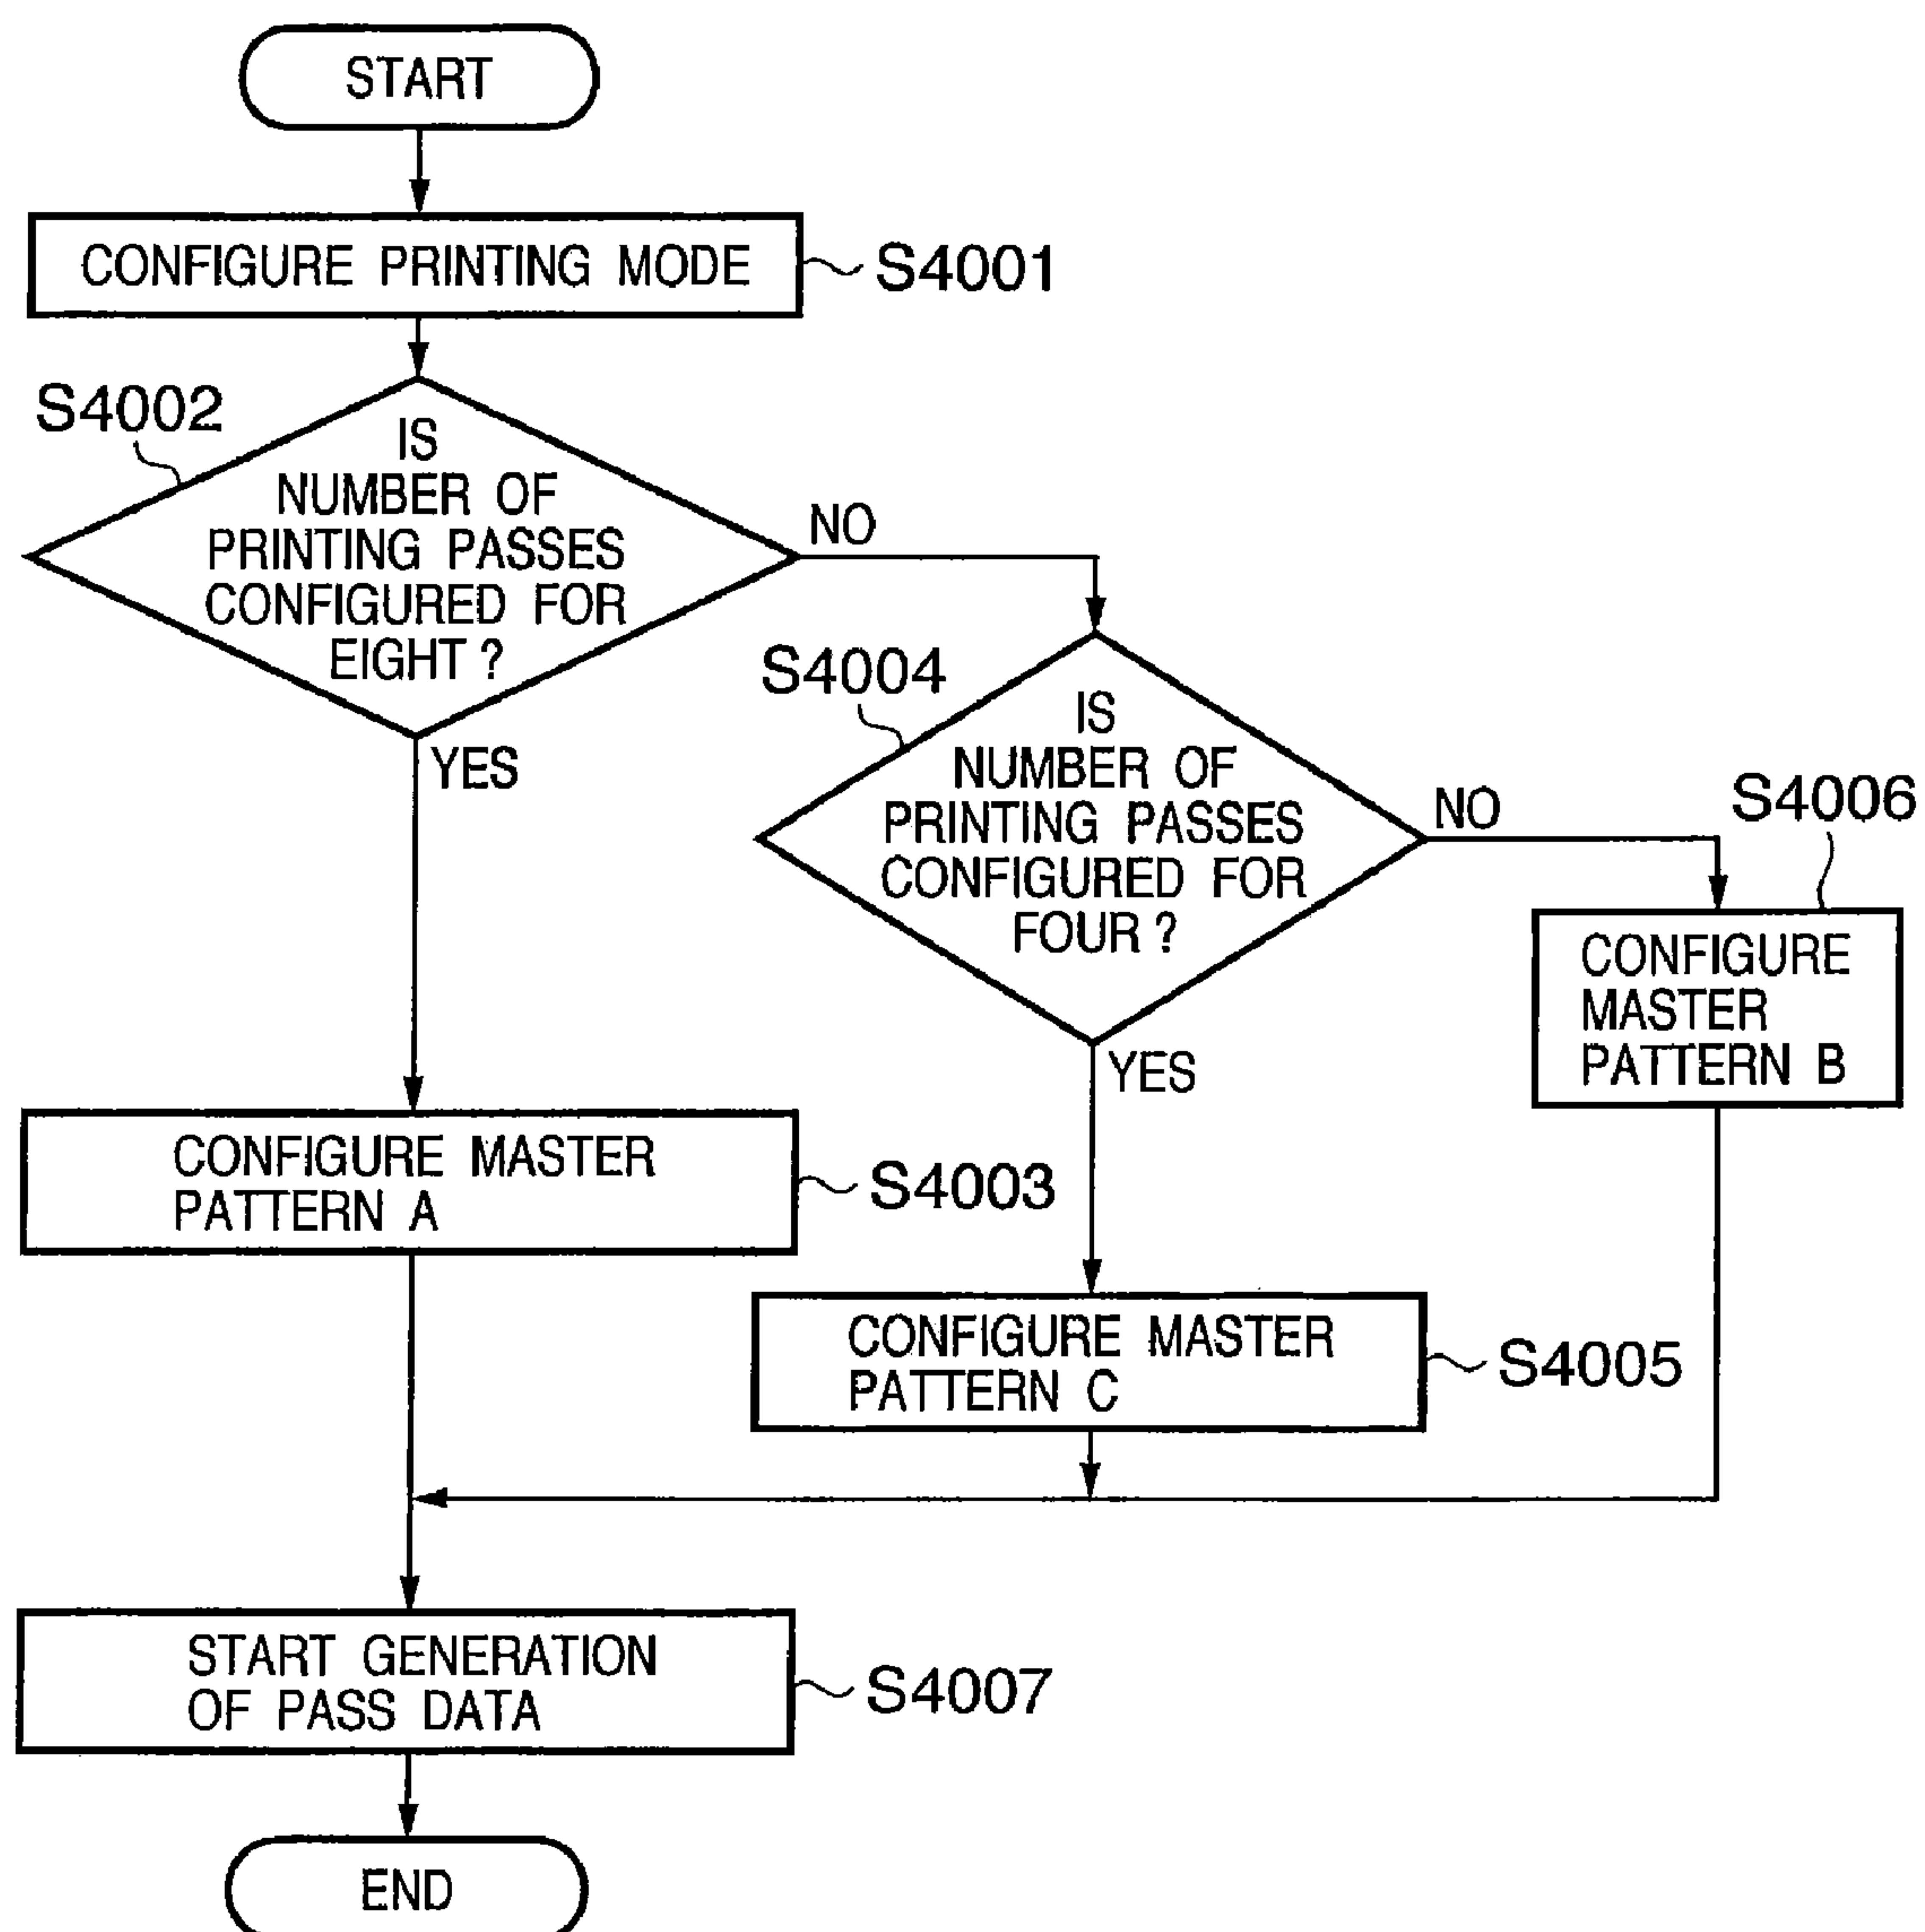 START
CONFIGURE PRINTING MODE
S4001
S4002
IS
NUMBER OF
PRINTING PASSES
CONFIGURED FOR
EIGHT ?
NO
YES
S4004
IS
NUMBER OF
PRINTING PASSES
CONFIGURED FOR
FOUR ?
NO
YES
S4006
CONFIGURE
MASTER
PATTERN B
CONFIGURE MASTER
PATTERN A
S4003
CONFIGURE MASTER
PATTERN C
S4005
START GENERATION
OF PASS DATA
S4007
END